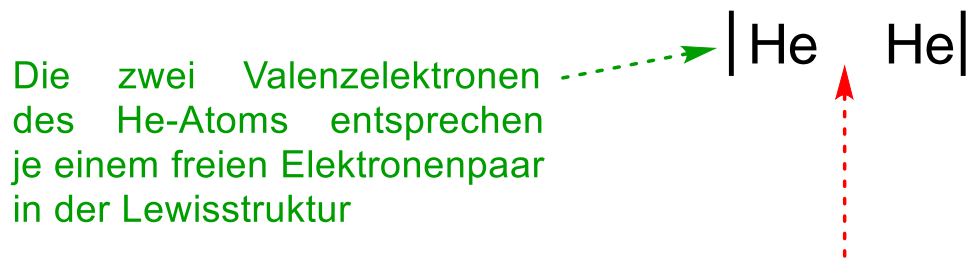 |He He|
Die zwei Valenzelektronen
des He-Atoms entsprechen
je einem freien Elektronenpaar
in der Lewisstruktur